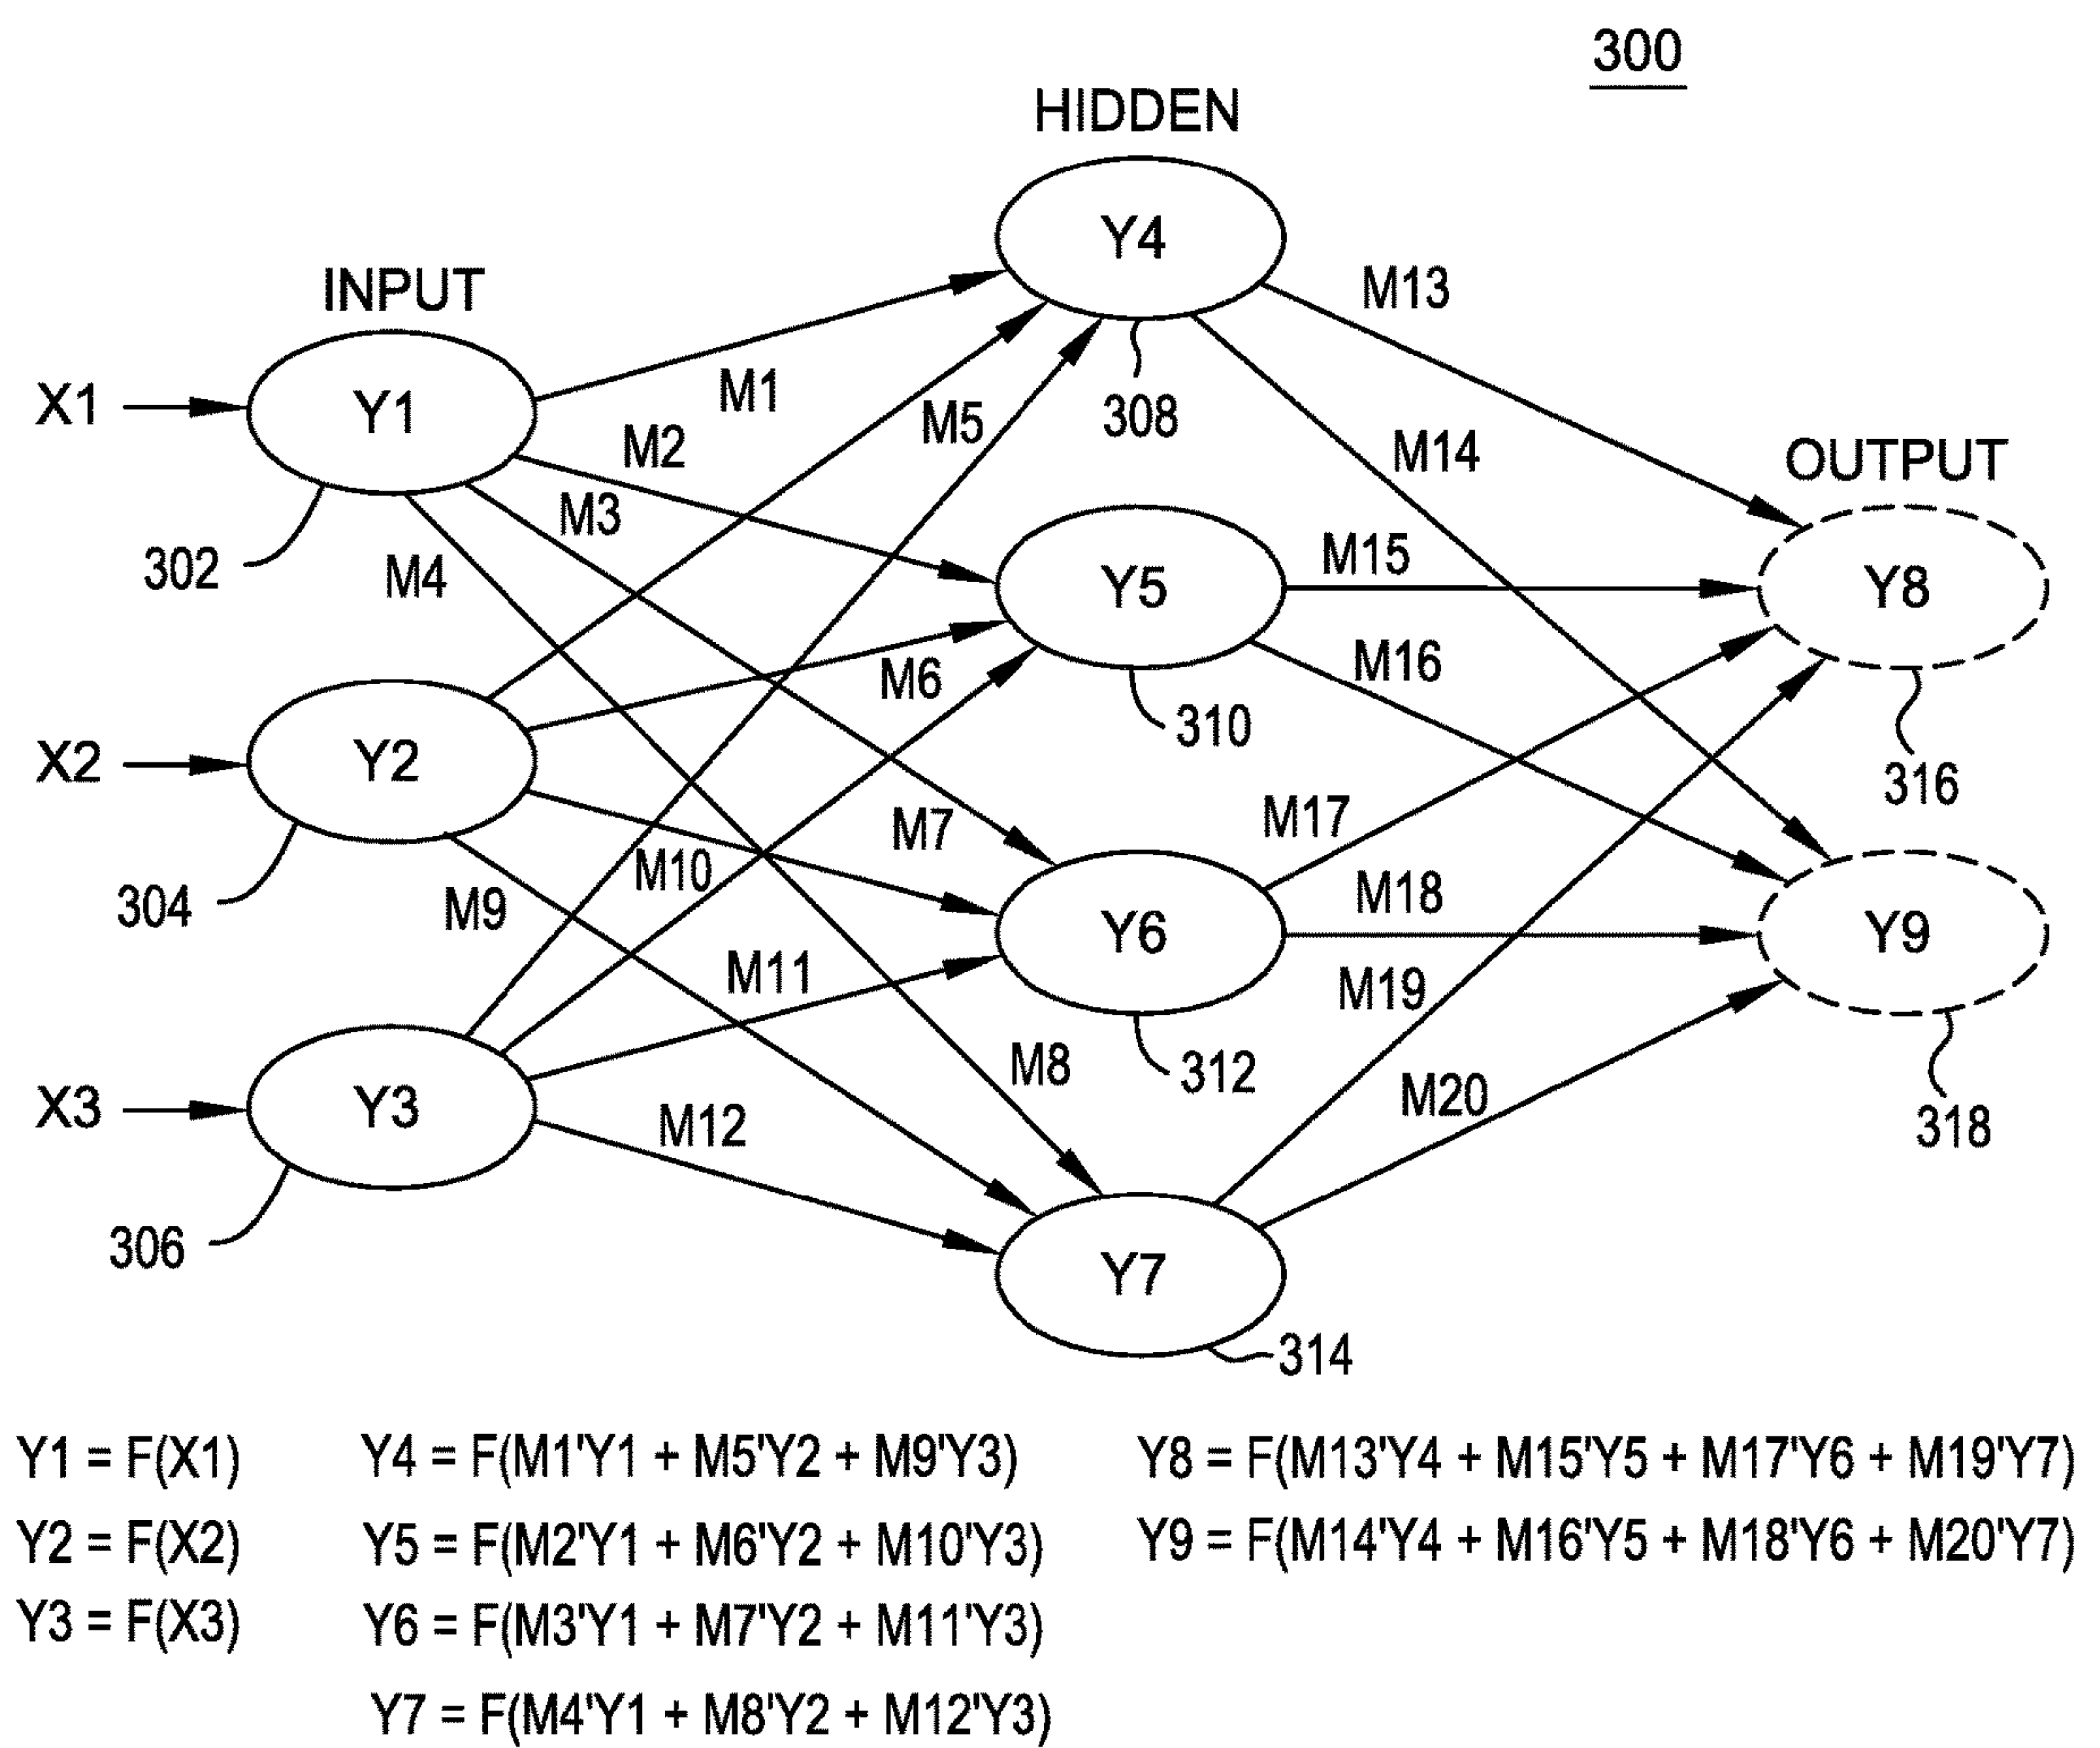 300
HIDDEN
Y4
INPUT
M13
X1
Y1
M1
M5
308
M2
M14
OUTPUT
M3
302
M4
Y5
M15
Y8
M6
M16
310
X2
Y2
316
M7
M17
M10
304
M9
M18
Y6
Y9
M11
M19
M8
312
X3
Y3
M12
M20
318
306
Y7
314
Y1 = F(X1)
Y2 = F(X2)
Y3 = F(X3)
Y4 = F(M1'Y1 + M5'Y2 + M9'Y3)
Y5 = F(M2'Y1 + M6'Y2 + M10'Y3)
Y6 = F(M3'Y1 + M7'Y2 + M11'Y3)
Y7 = F(M4'Y1 + M8'Y2 + M12'Y3)
Y8 = F(M13'Y4 + M15'Y5 + M17'Y6 + M19'Y7)
Y9 = F(M14'Y4 + M16'Y5 + M18'Y6 + M20'Y7)